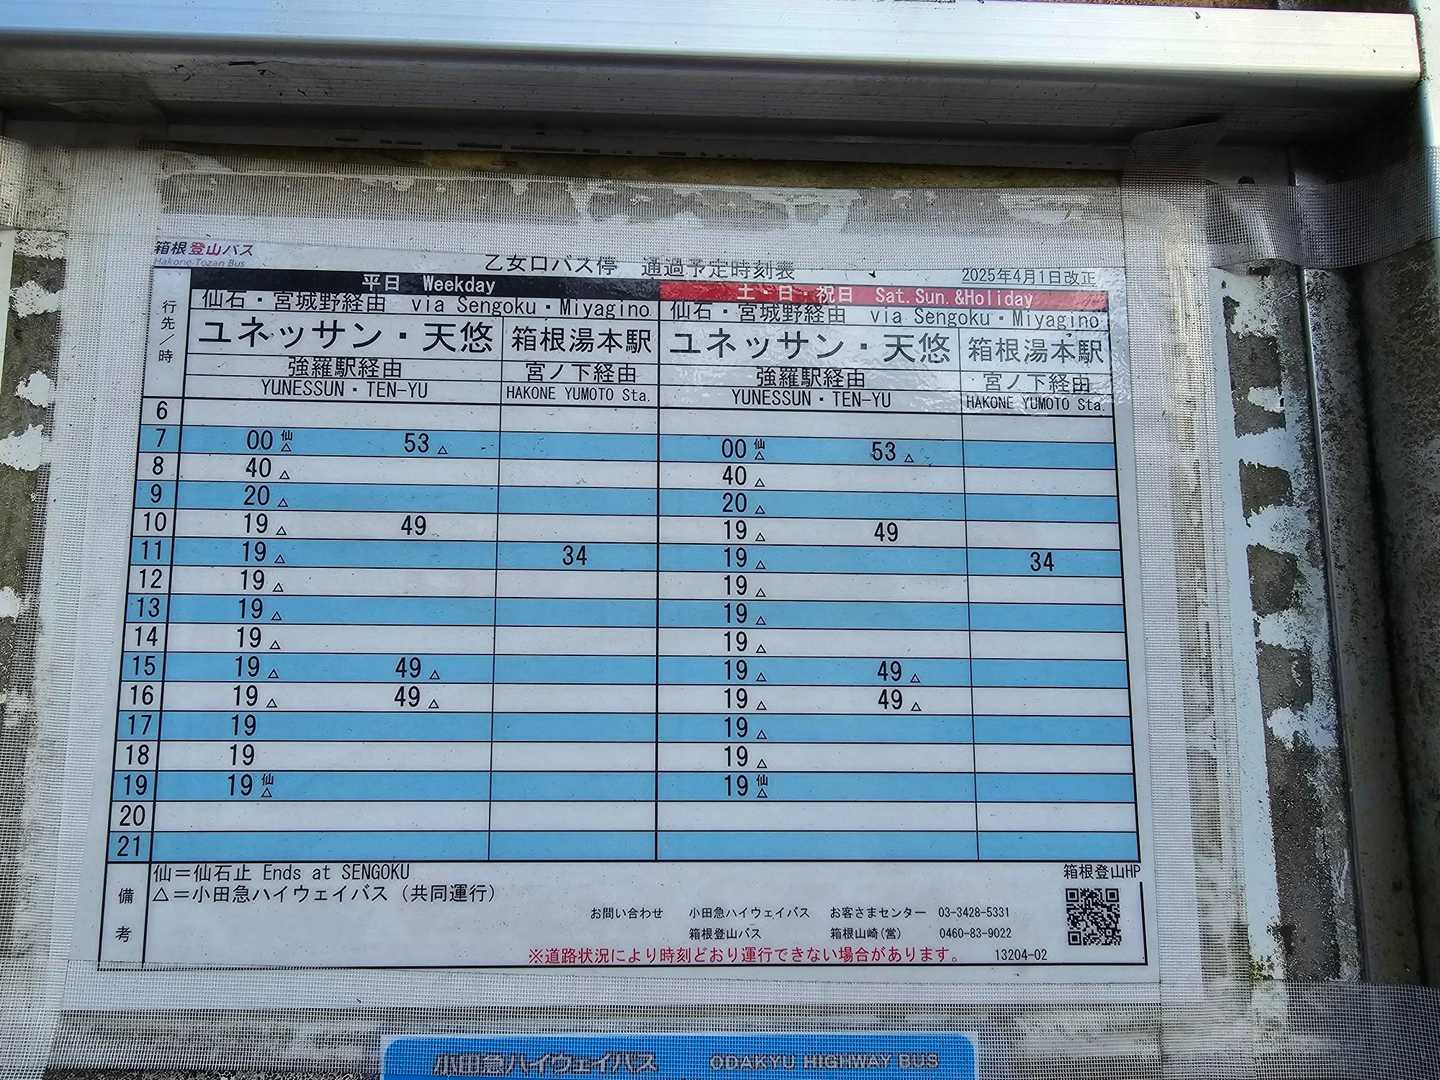 箱根登山バス
Hakone Tozan Bus
乙女口バス停 通過予定時刻表
2025年4月1日改正
行先／時
平日 Weekday
土・日・祝日 Sat.Sun.&Holiday
仙石・宮城野経由 via Sengoku・Miyagino
仙石・宮城野経由 via Sengoku・Miyagino
ユネッサン・天悠 箱根湯本駅 ユネッサン・天悠 箱根湯本駅
強羅駅経由 宮ノ下経由 強羅駅経由 宮ノ下経由
YUNESSUN・TEN-YU HAKONE YUMOTO Sta. YUNESSUN・TEN-YU HAKONE YUMOTO Sta.
6
7 00 仙△ 53 △ 00 仙△ 53 △
8 40 △ 40 △
9 20 △ 20 △
10 19 △ 49 19 △ 49
11 19 △ 34 19 △ 34
12 19 △ 19 △
13 19 △ 19 △
14 19 △ 19 △
15 19 △ 49 △ 19 △ 49 △
16 19 △ 49 △ 19 △ 49 △
17 19 19 △
18 19 19 △
19 19 仙△ 19 仙△
20
21
備考
仙＝仙石止 Ends at SENGOKU
△＝小田急ハイウェイバス（共同運行）
箱根登山HP
お問い合わせ 小田急ハイウェイバス お客さまセンター 03-3428-5331
箱根登山バス 箱根山崎(営) 0460-83-9022
※道路状況により時刻どおり運行できない場合があります。 13204-02
小田急ハイウェイバス ODAKYU HIGHWAY BUS